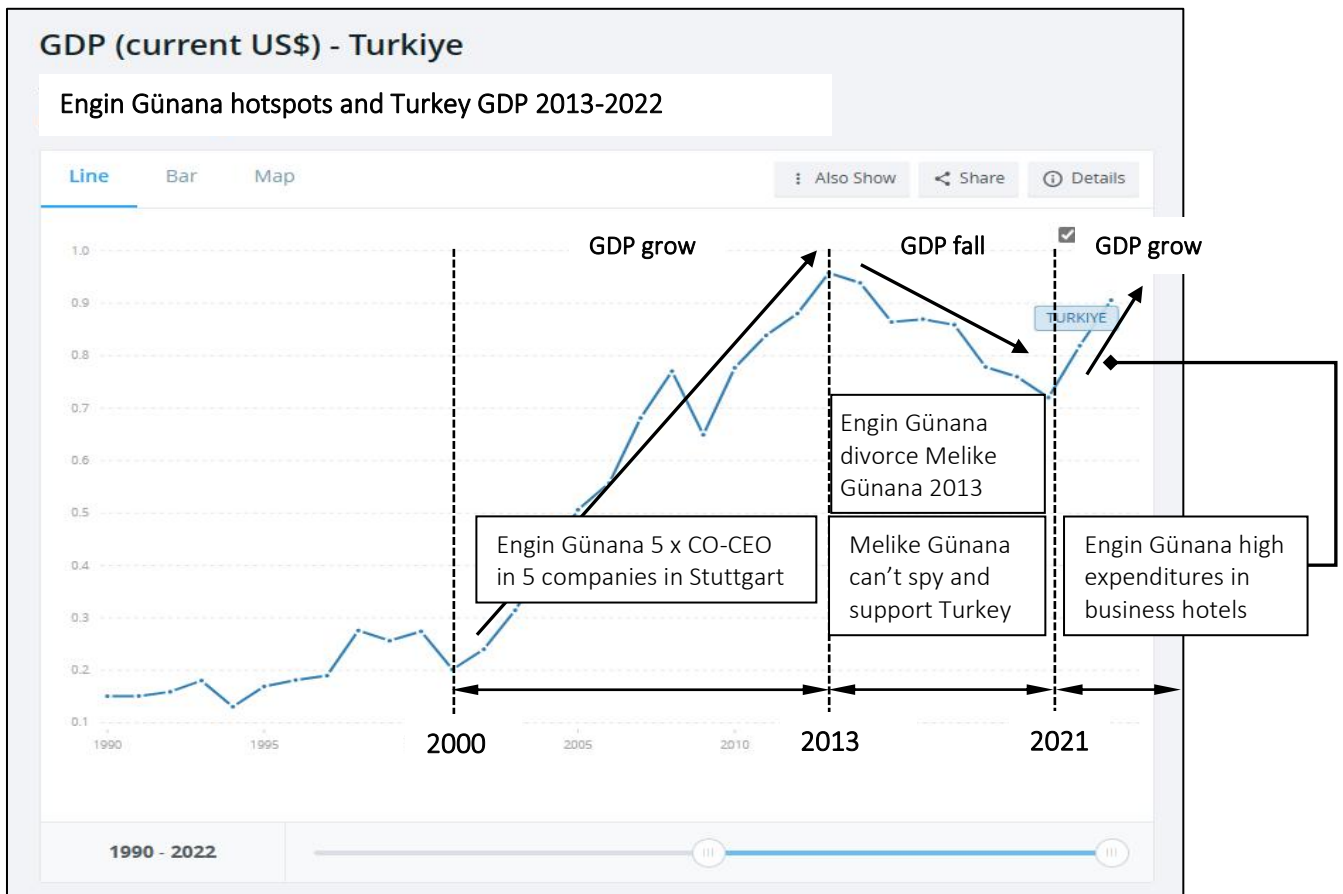 GDP (current US$) - Turkiye
Engin Günana hotspots and Turkey GDP 2013-2022
Line Bar Map Also Show Share Details
GDP grow GDP fall GDP grow
1.0
0.9
TURKIYE
0.8
0.7
0.6
0.5
0.4
0.3
0.2
0.1
Engin Günana
divorce Melike
Günana 2013
Engin Günana 5 x CO-CEO
in 5 companies in Stuttgart
Melike Günana
can't spy and
support Turkey
Engin Günana high
expenditures in
business hotels
1990 1995 2000 2005 2010 2013 2021
1990 - 2022